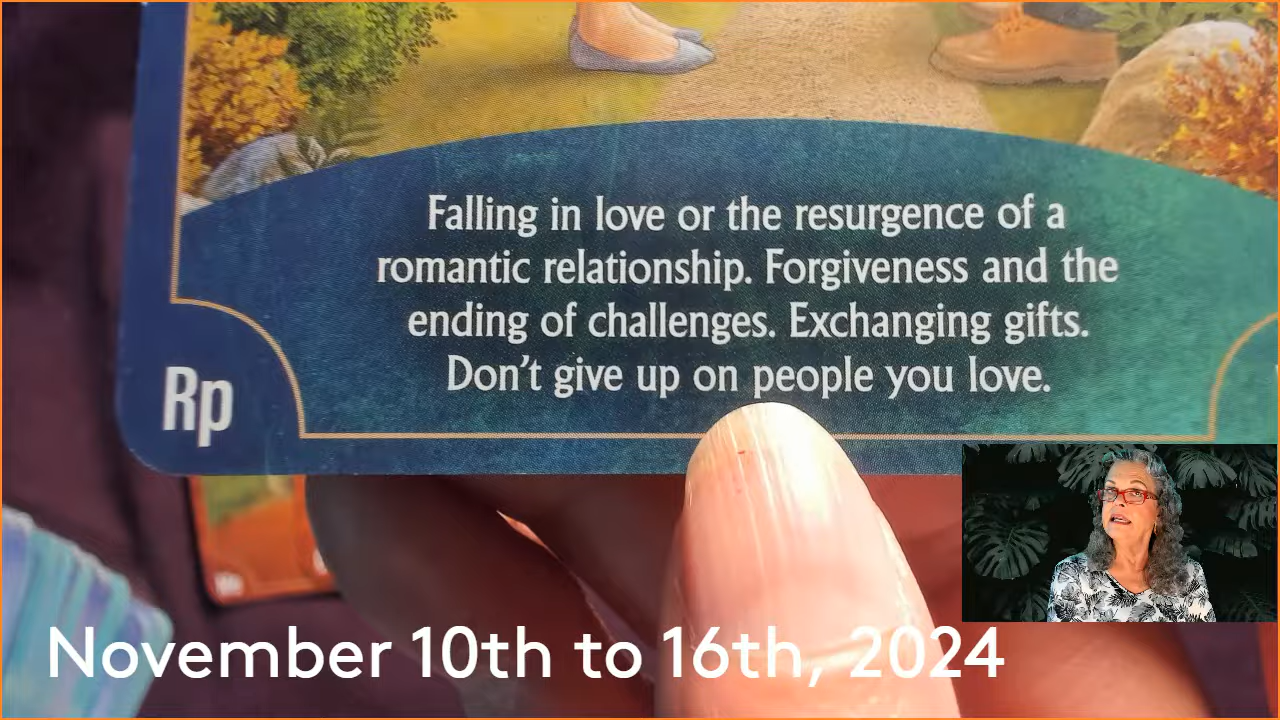 Falling in love or the resurgence of a
romantic relationship. Forgiveness and the
ending of challenges. Exchanging gifts.
Don't give up on people you love.
Rp
November 10th to 16th, 2024